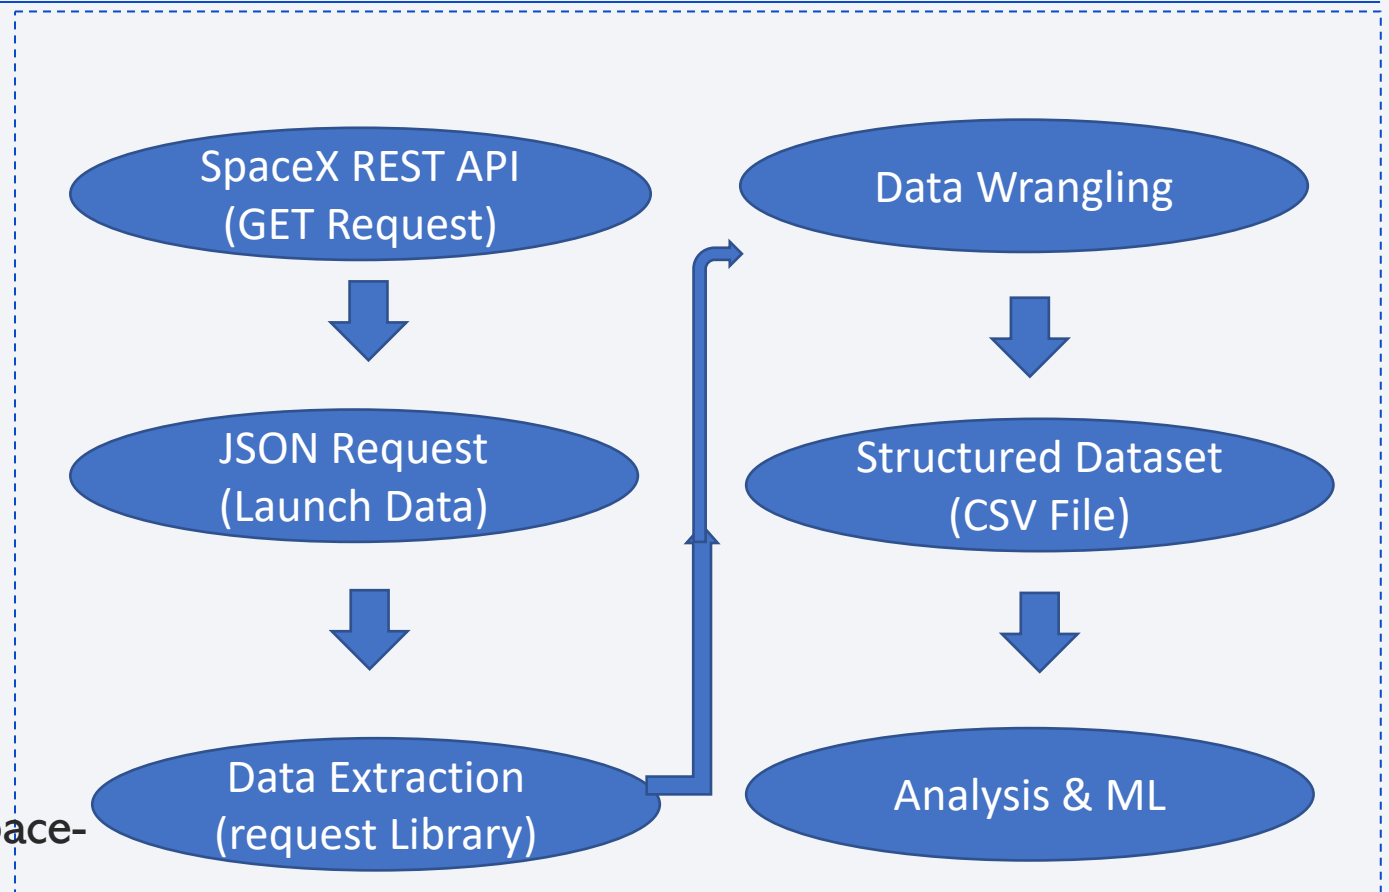 SpaceX REST API
(GET Request)
JSON Request
(Launch Data)
Data Extraction
(request Library)
Data Wrangling
Structured Dataset
(CSV File)
Analysis & ML